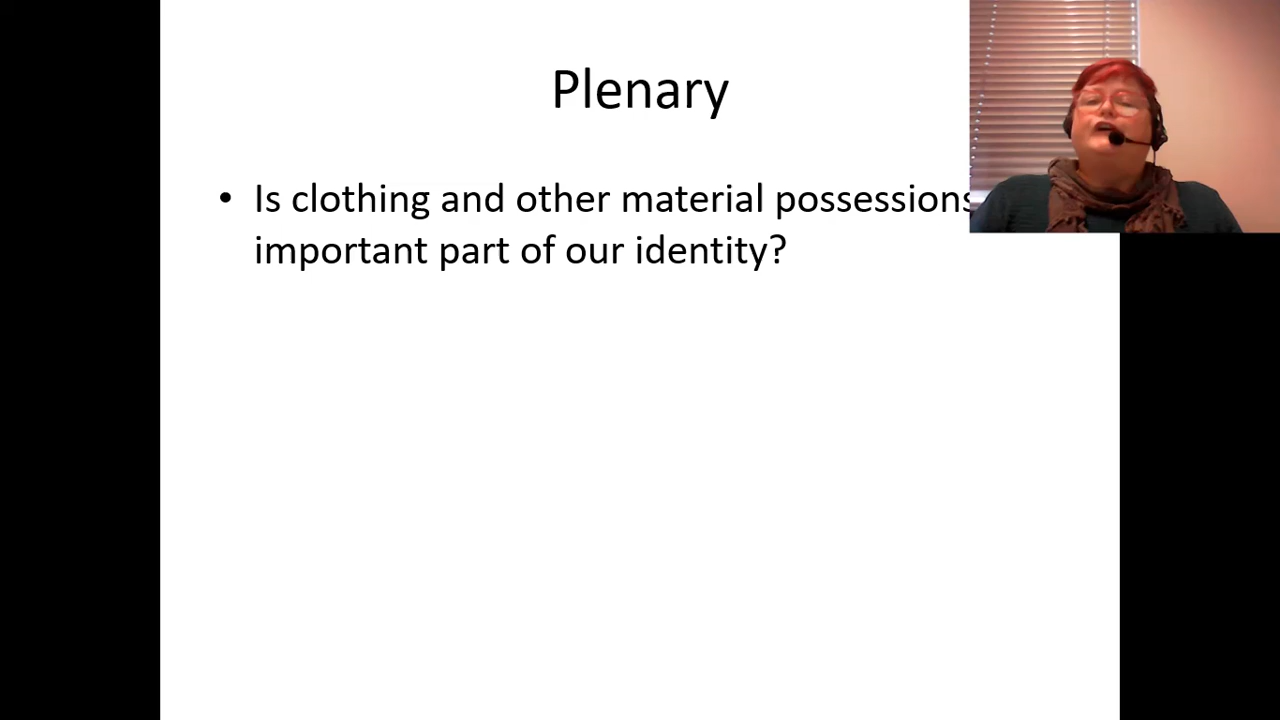 Plenary
• Is clothing and other material possessions
important part of our identity?